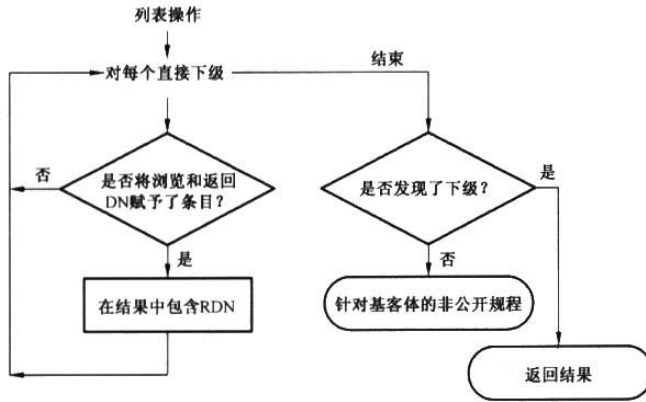 列表操作
对每个直接下级
结束
是否将浏览和返回
DN赋予了条目?
否
是
在结果中包含RDN
是否发现了下级?
是
否
针对基客体的非公开规程
返回结果